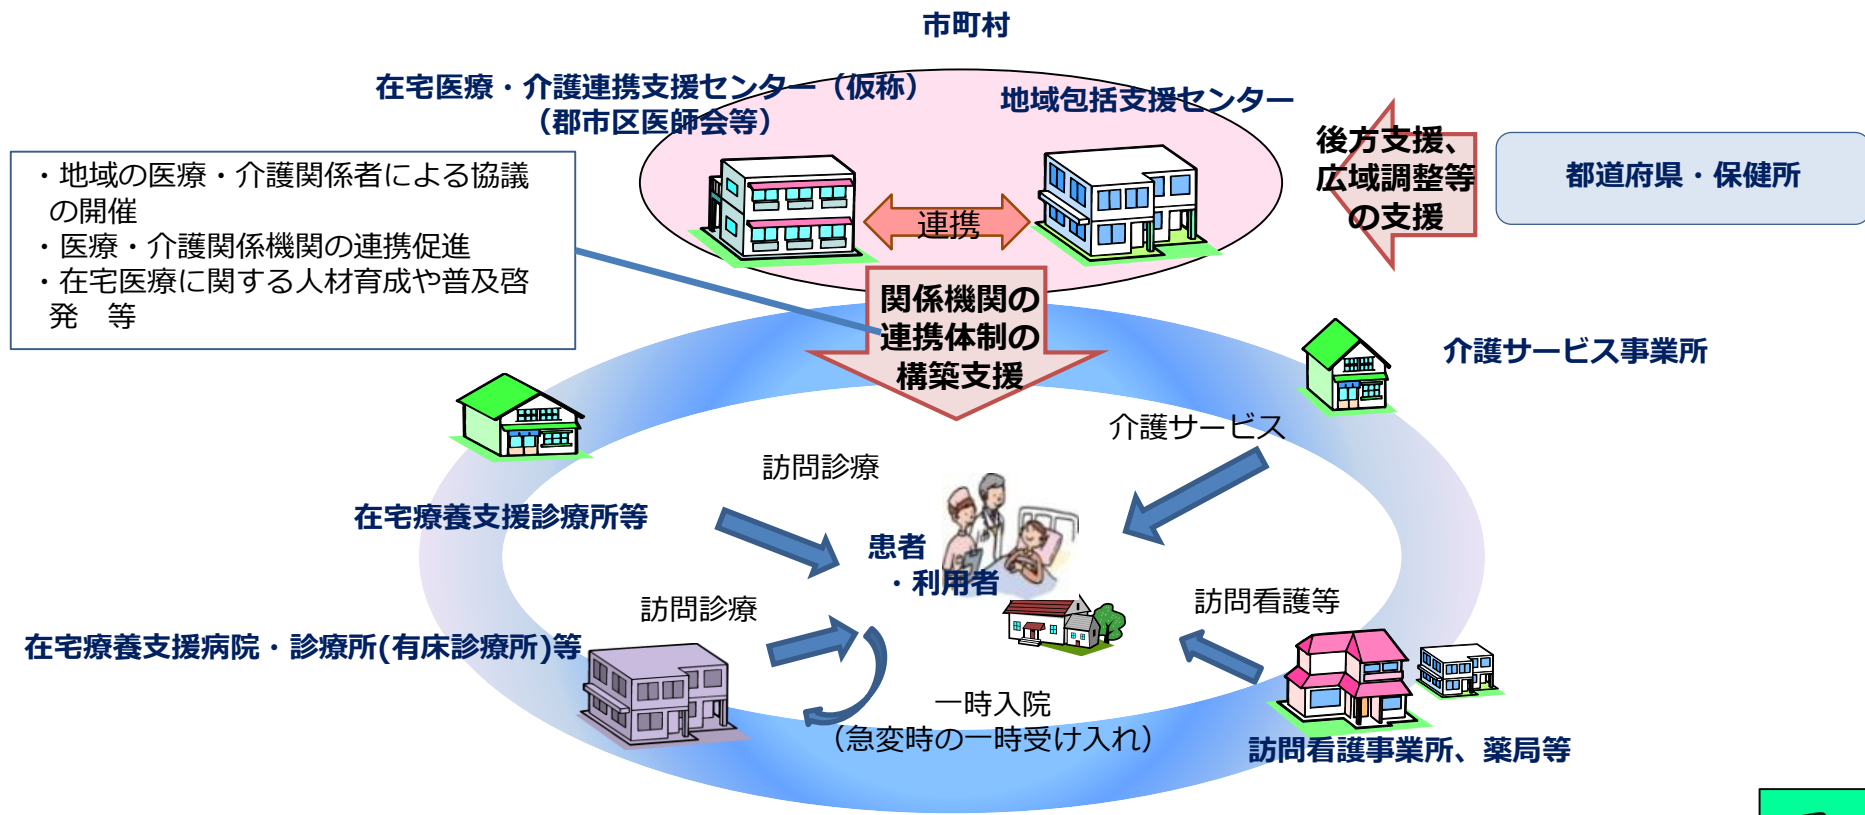 市町村
在宅医療・介護連携支援センター（仮称）
（郡市区医師会等）
地域包括支援センター
後方支援、
広域調整等
の支援
都道府県・保健所
・地域の医療・介護関係者による協議
の開催
・医療・介護関係機関の連携促進
・在宅医療に関する人材育成や普及啓
発　等
連携
関係機関の
連携体制の
構築支援
介護サービス事業所
介護サービス
訪問診療
在宅療養支援診療所等
患者
・利用者
訪問診療
訪問看護等
在宅療養支援病院・診療所(有床診療所)等
一時入院
（急変時の一時受け入れ）
訪問看護事業所、薬局等